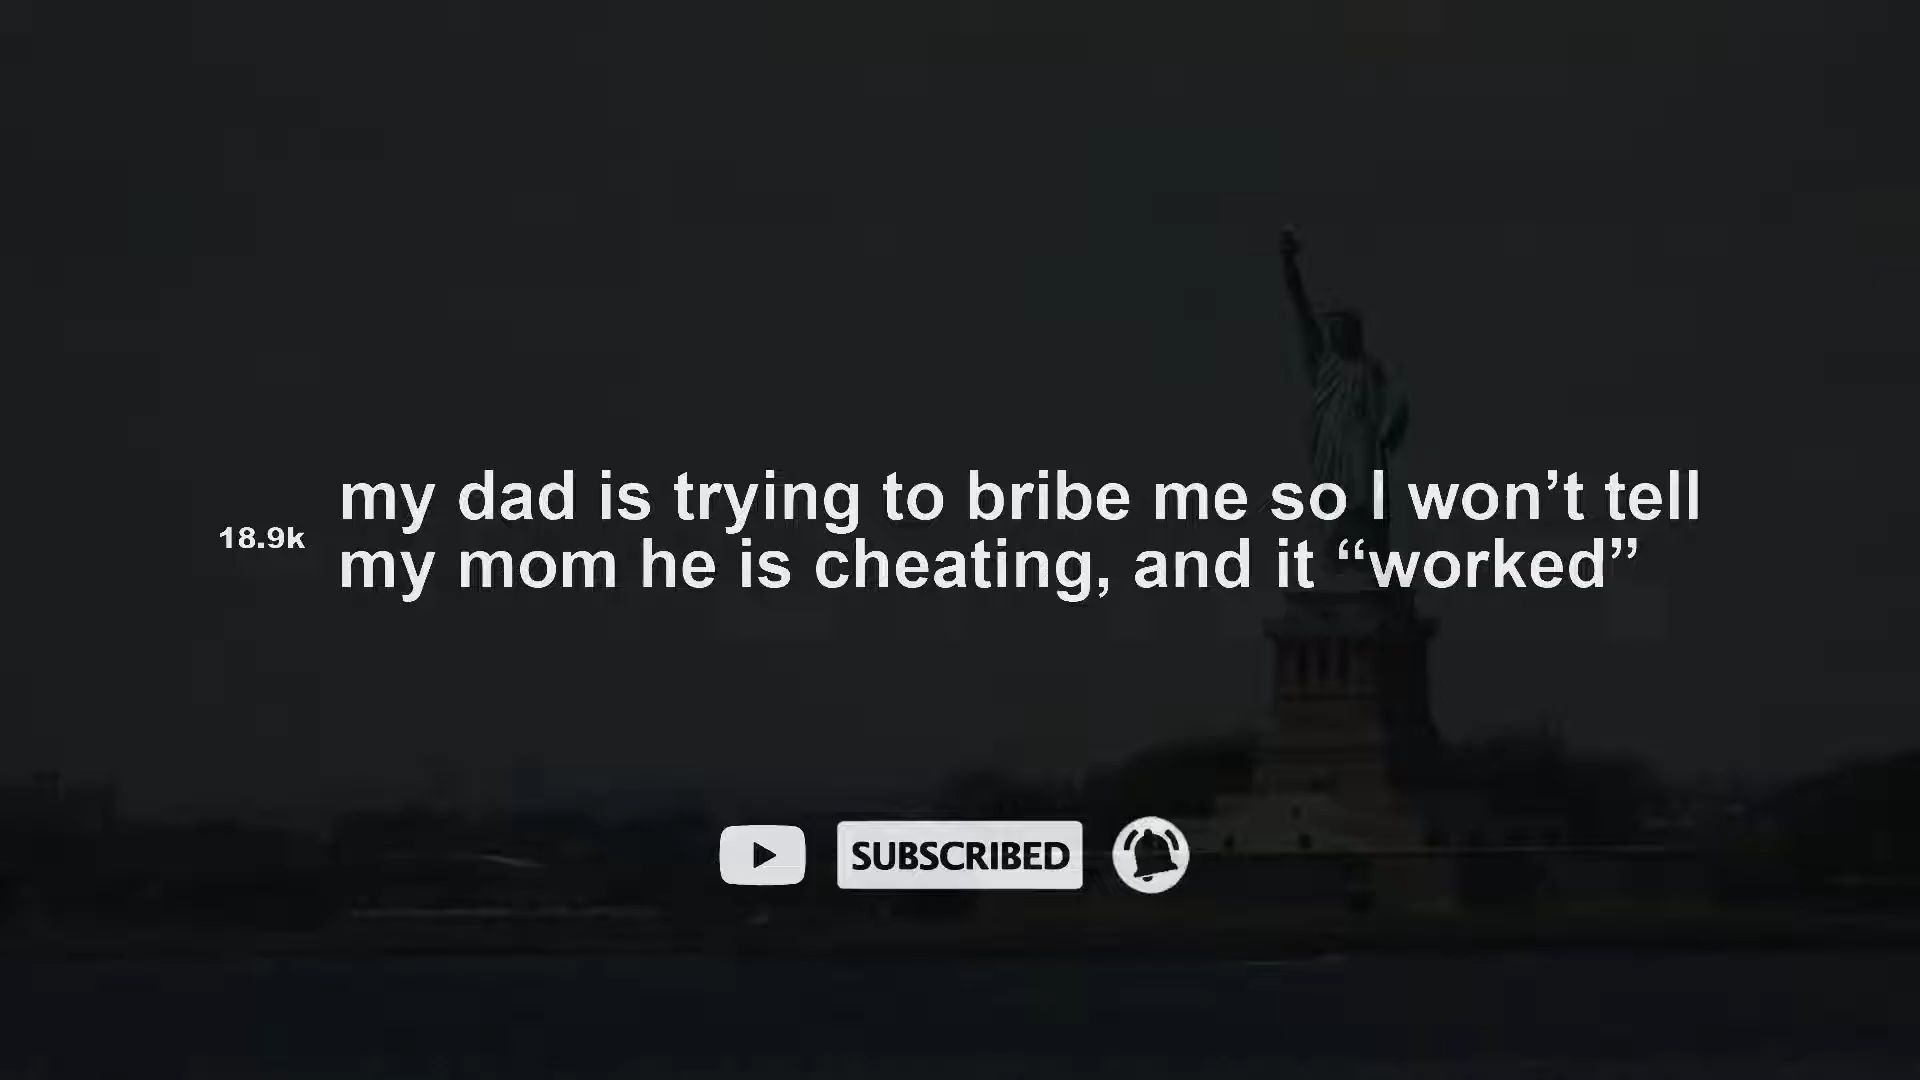 my dad is trying to bribe me so I won’t tell
18.9k
my mom he is cheating, and it “worked”
SUBSCRIBED